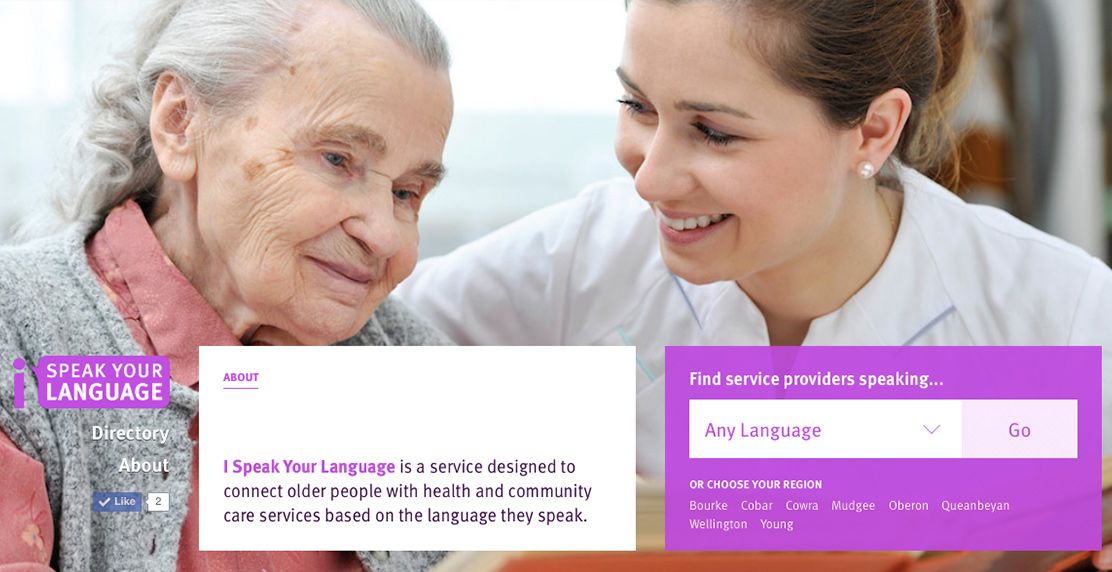 i SPEAK YOUR
LANGUAGE
Directory
About
Like 2
ABOUT
I Speak Your Language is a service designed to
connect older people with health and community
care services based on the language they speak.
Find service providers speaking...
Any Language Go
OR CHOOSE YOUR REGION
Bourke Cobar Cowra Mudgee Oberon Queanbeyan
Wellington Young